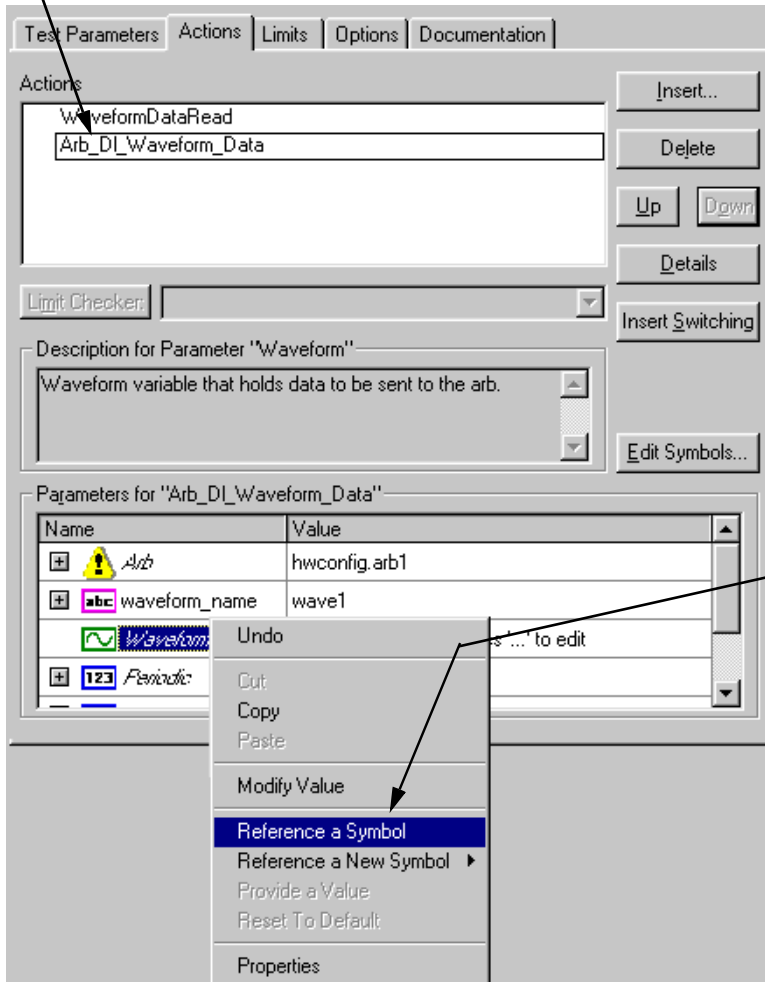 Test Parameters Actions Limits Options Documentation
Actions
WaveformDataRead
Arb_DI_Waveform_Data
Insert...
Delete
Up Down
Details
Limit Checker:
Insert Switching
Description for Parameter "Waveform"
Waveform variable that holds data to be sent to the arb.
Edit Symbols...
Parameters for "Arb_DI_Waveform_Data"
Name Value
Arb hwconfig.arb1
abc waveform_name wave1
Waveform '...' to edit
123 Periodic
Undo
Cut
Copy
Paste
Modify Value
Reference a Symbol
Reference a New Symbol
Provide a Value
Reset To Default
Properties